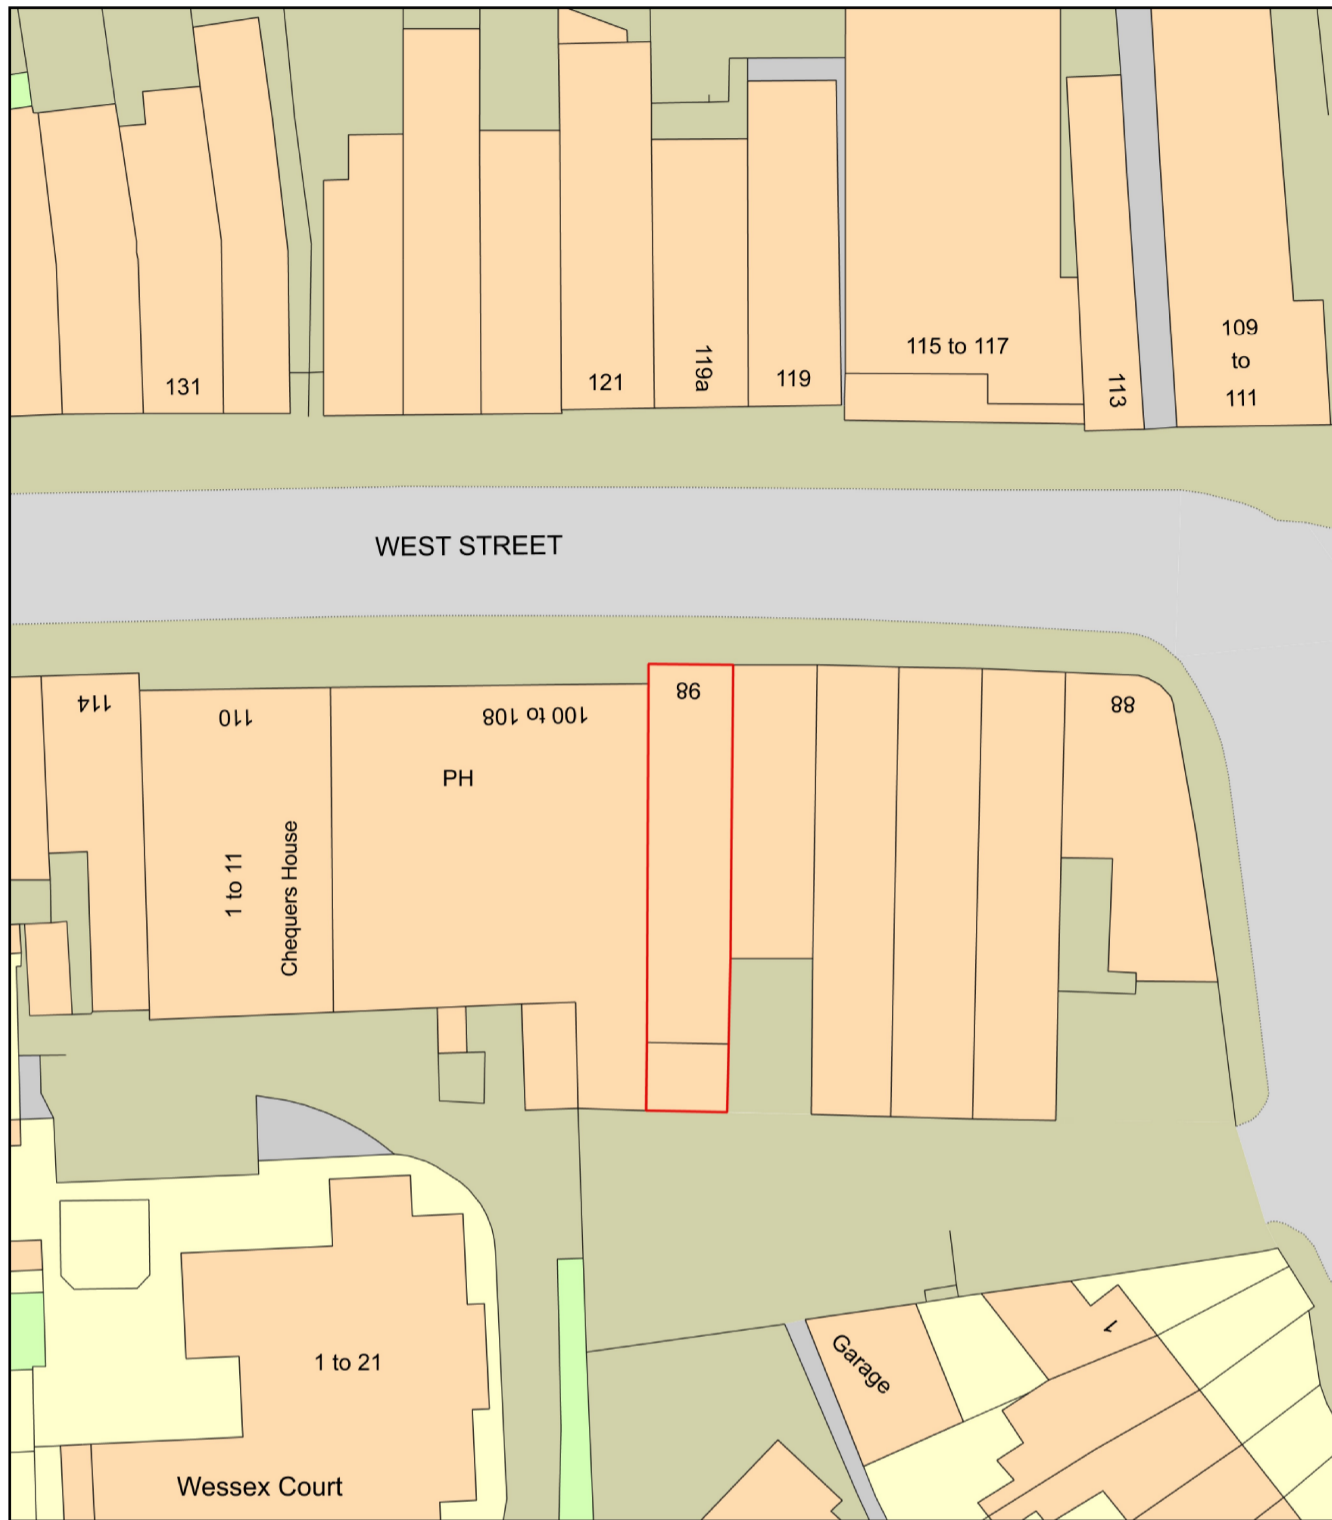 131
121
119a
119
115 to 117
113
109
to
111
WEST STREET
114
110
100 to 108
98
88
PH
1 to 11
Chequers House
1 to 21
Wessex Court
Garage
1